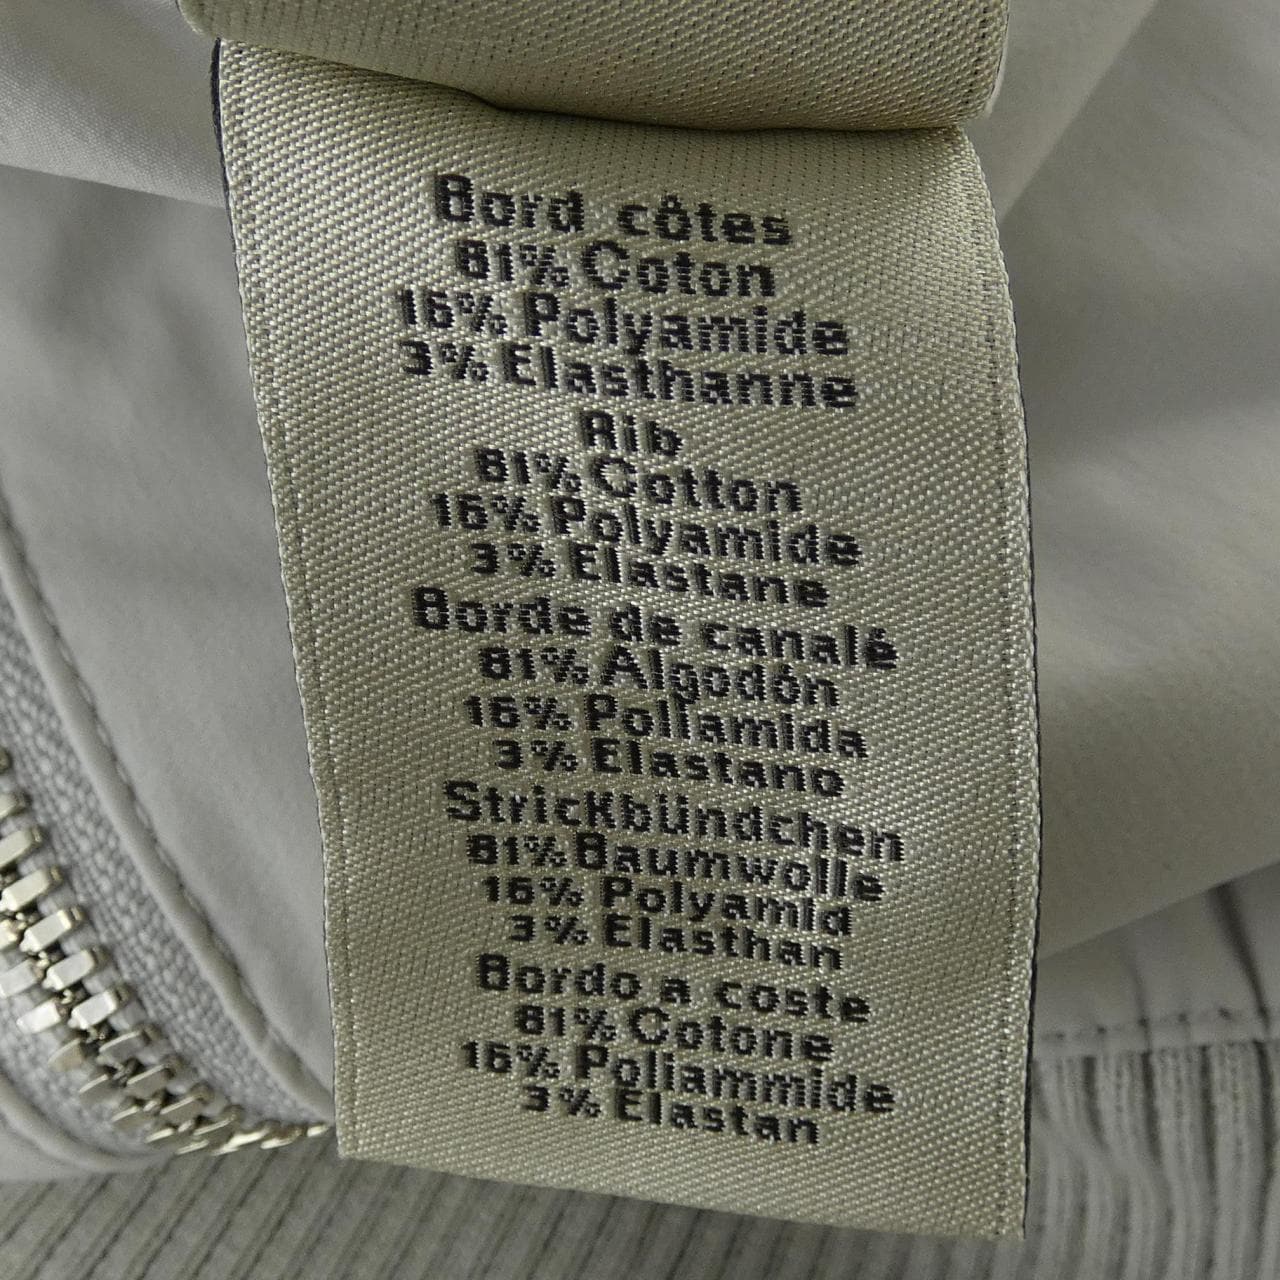 Bord côtes
81% Coton
16% Polyamide
3% Elasthanne
Rib
81% Cotton
16% Polyamide
3% Elastane
Borde de canalé
81% Algodón
16% Poliamida
3% Elastano
Strickbündchen
81% Baumwolle
16% Polyamid
3% Elasthan
Bordo a coste
81% Cotone
16% Poliammide
3% Elastan